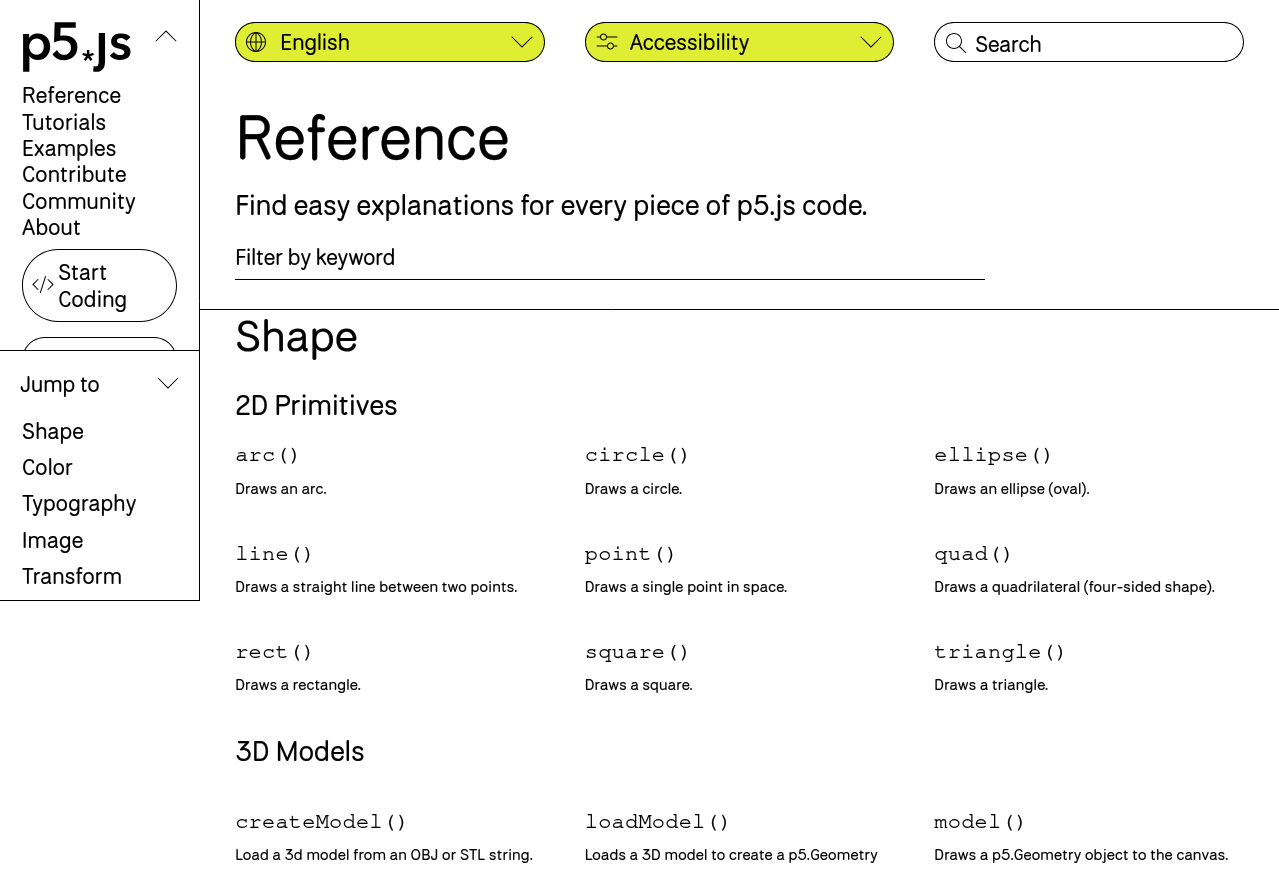 p5.js
Reference
Tutorials
Examples
Contribute
Community
About
</> Start
Coding
Jump to
Shape
Color
Typography
Image
Transform
English
Accessibility
Search
Reference
Find easy explanations for every piece of p5.js code.
Filter by keyword
Shape
2D Primitives
arc() circle() ellipse()
Draws an arc. Draws a circle. Draws an ellipse (oval).
line() point() quad()
Draws a straight line between two points. Draws a single point in space. Draws a quadrilateral (four-sided shape).
rect() square() triangle()
Draws a rectangle. Draws a square. Draws a triangle.
3D Models
createModel() loadModel() model()
Load a 3d model from an OBJ or STL string. Loads a 3D model to create a p5.Geometry Draws a p5.Geometry object to the canvas.